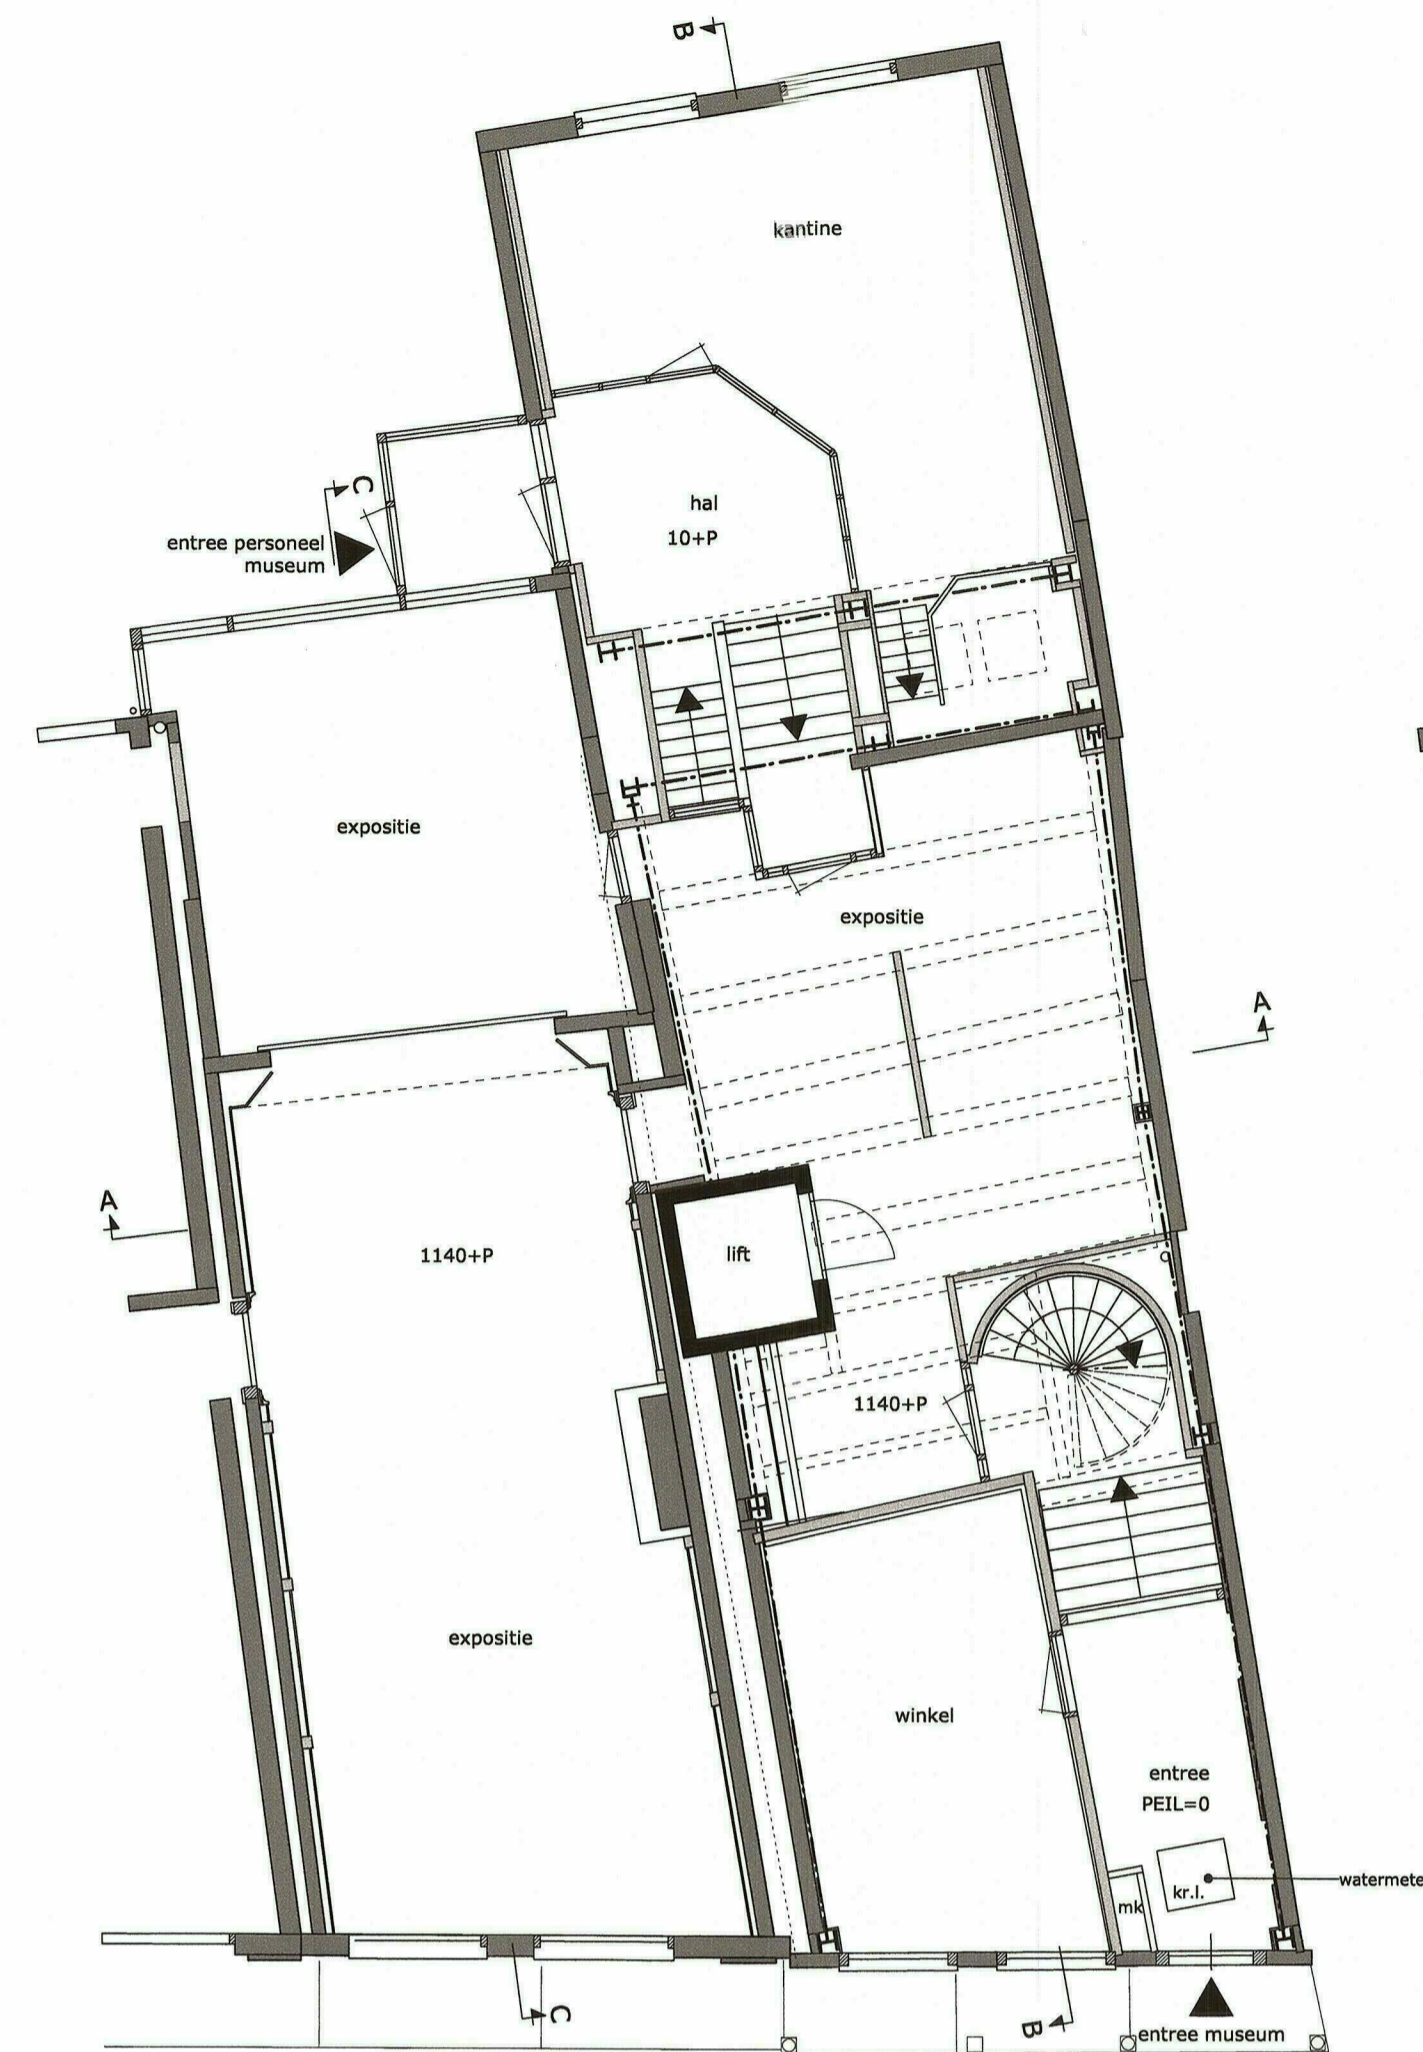 B
kantine
C
hal
10+P
entree personeel
museum
expositie
expositie
A
A
lift
1140+P
1140+P
expositie
winkel
entree
PEIL=0
kr.l.
mk
watermete
C
B
entree museum